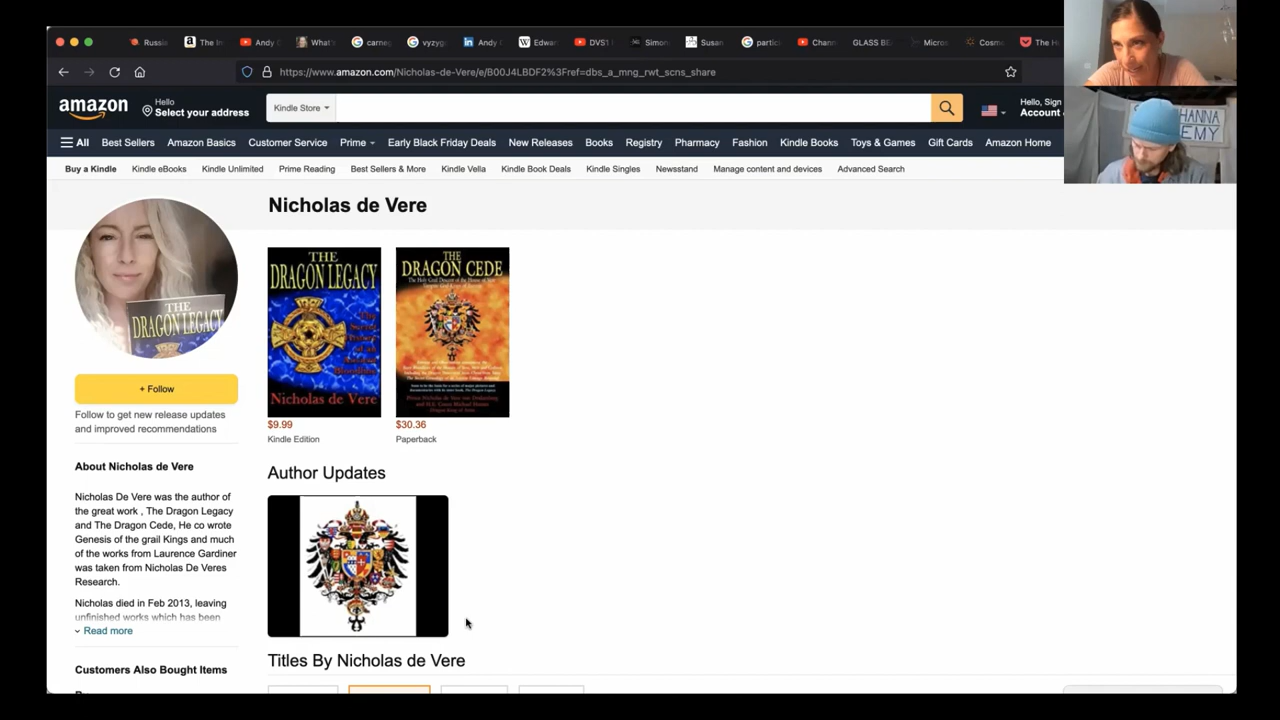 Russia
The In
Andy G
What's
carneg
vyzyg
Andy C
Edwar
DVS1
Simon
Susan
partic
Chann
GLASS BE
Micros
Cosm
The H
https://www.amazon.com/Nicholas-de-Vere/e/B00J4LBDF2%3Fref=dbs_a_mng_rwt_scns_share
amazon
Hello
Select your address
Kindle Store
Hello, Sign
Account &
All Best Sellers Amazon Basics Customer Service Prime Early Black Friday Deals New Releases Books Registry Pharmacy Fashion Kindle Books Toys & Games Gift Cards Amazon Home
Buy a Kindle Kindle eBooks Kindle Unlimited Prime Reading Best Sellers & More Kindle Vella Kindle Book Deals Kindle Singles Newsstand Manage content and devices Advanced Search
HANNA
EMY
Nicholas de Vere
THE
DRAGON LEGACY
+ Follow
Follow to get new release updates
and improved recommendations
About Nicholas de Vere
Nicholas De Vere was the author of
the great work , The Dragon Legacy
and The Dragon Cede, He co wrote
Genesis of the grail Kings and much
of the works from Laurence Gardiner
was taken from Nicholas De Veres
Research.
Nicholas died in Feb 2013, leaving
unfinished works which has been
Read more
Customers Also Bought Items
THE
DRAGON LEGACY
Nicholas de Vere
$9.99
Kindle Edition
THE
DRAGON CEDE
$30.36
Paperback
Author Updates
Titles By Nicholas de Vere